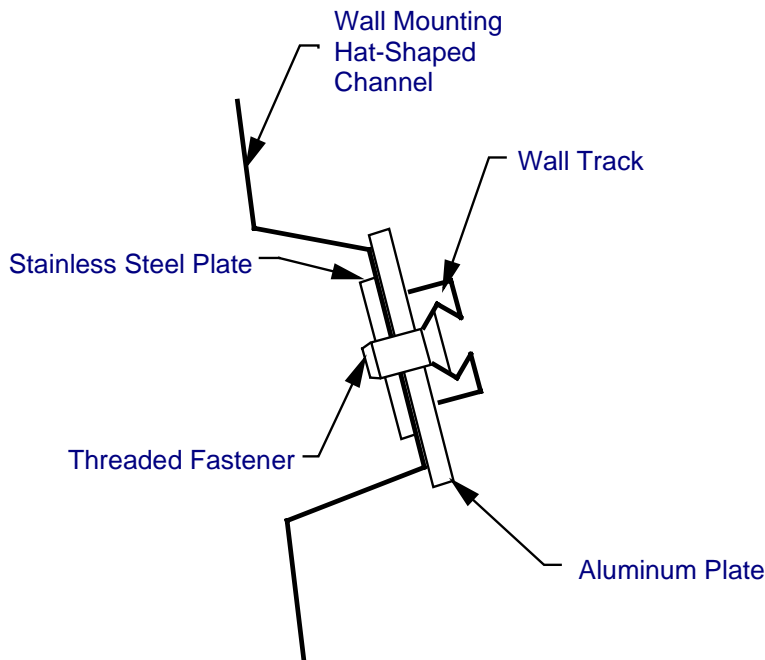 Wall Mounting
Hat-Shaped
Channel
Wall Track
Stainless Steel Plate
Threaded Fastener
Aluminum Plate